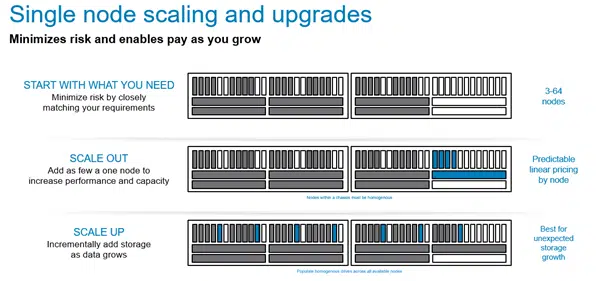 Single node scaling and upgrades
Minimizes risk and enables pay as you grow
START WITH WHAT YOU NEED
Minimize risk by closely
matching your requirements
3-64
nodes
SCALE OUT
Add as few a one node to
increase performance and capacity
Predictable
linear pricing
by node
Nodes within a chassis must be homogenous
SCALE UP
Incrementally add storage
as data grows
Best for
unexpected
storage
growth
Populate homogenous drives across all available nodes